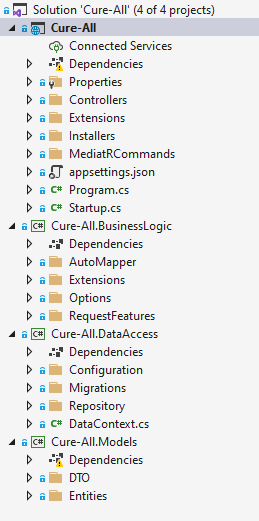 Solution 'Cure-All' (4 of 4 projects)
Cure-All
Connected Services
Dependencies
Properties
Controllers
Extensions
Installers
MediatRCommands
appsettings.json
C# Program.cs
C# Startup.cs
C# Cure-All.BusinessLogic
Dependencies
AutoMapper
Extensions
Options
RequestFeatures
C# Cure-All.DataAccess
Dependencies
Configuration
Migrations
Repository
C# DataContext.cs
C# Cure-All.Models
Dependencies
DTO
Entities